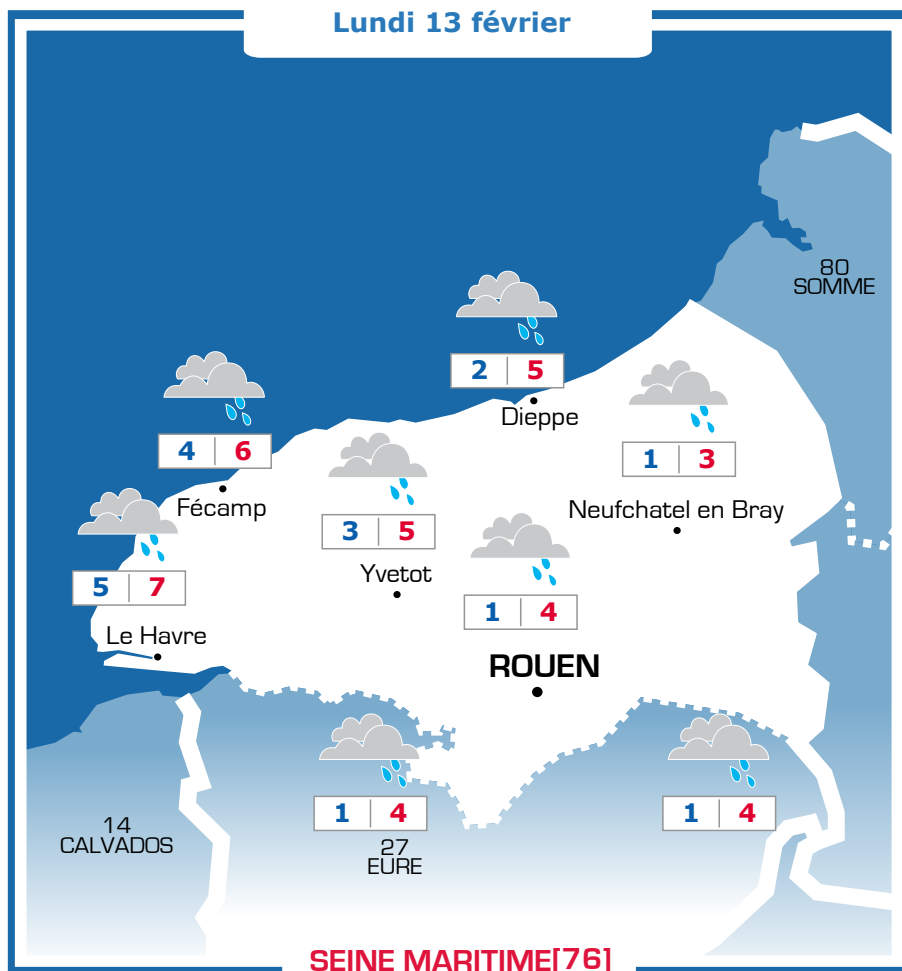 Lundi 13 février
80
SOMME
2 5
Dieppe
4 6
Fécamp
1 3
Neufchatel en Bray
3 5
Yvetot
5 7
Le Havre
1 4
ROUEN
1 4
1 4
14
CALVADOS
27
EURE
SEINE MARITIME[76]